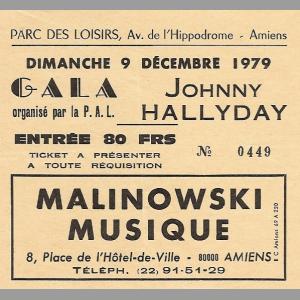 PARC DES LOISIRS, Av. de l'Hippodrome - Amiens
DIMANCHE 9 DÉCEMBRE 1979
GALA
organisé par la P.A.L.
JOHNNY
HALLYDAY
ENTRÉE 80 FRS
TICKET A PRÉSENTER
A TOUTE RÉQUISITION
№ 0449
MALINOWSKI
MUSIQUE
8, Place de l'Hôtel-de-Ville - 80000 AMIENS
TÉLÉPH. (22) 91-51-29